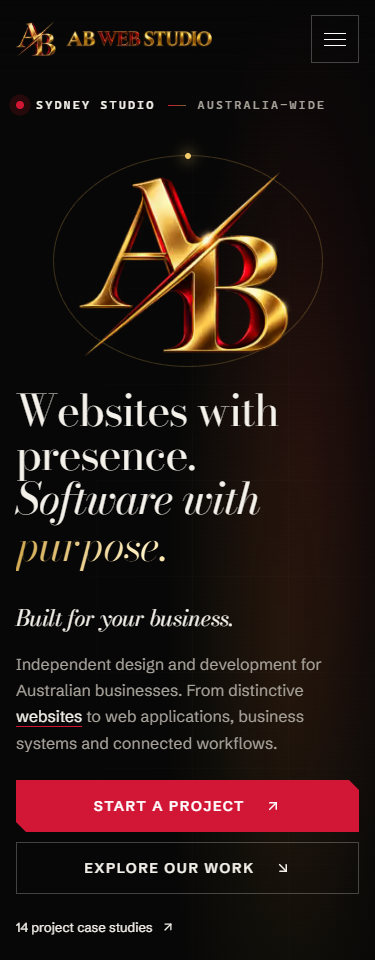 AB AB WEB STUDIO
SYDNEY STUDIO — AUSTRALIA-WIDE
AB
Websites with
presence.
Software with
purpose.
Built for your business.
Independent design and development for
Australian businesses. From distinctive
websites to web applications, business
systems and connected workflows.
START A PROJECT ↗
EXPLORE OUR WORK ↘
14 project case studies ↗